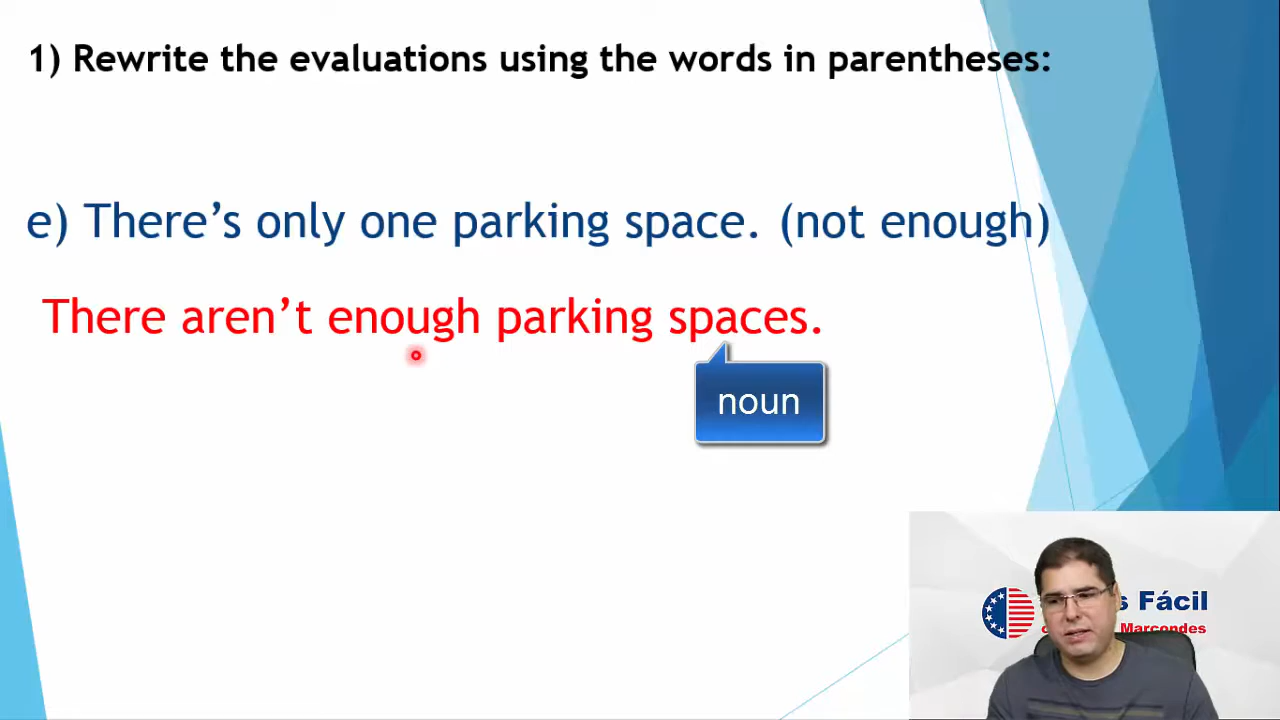 1) Rewrite the evaluations using the words in parentheses:
e) There’s only one parking space. (not enough)
There aren’t enough parking spaces.
noun
s Fácil
Marcondes